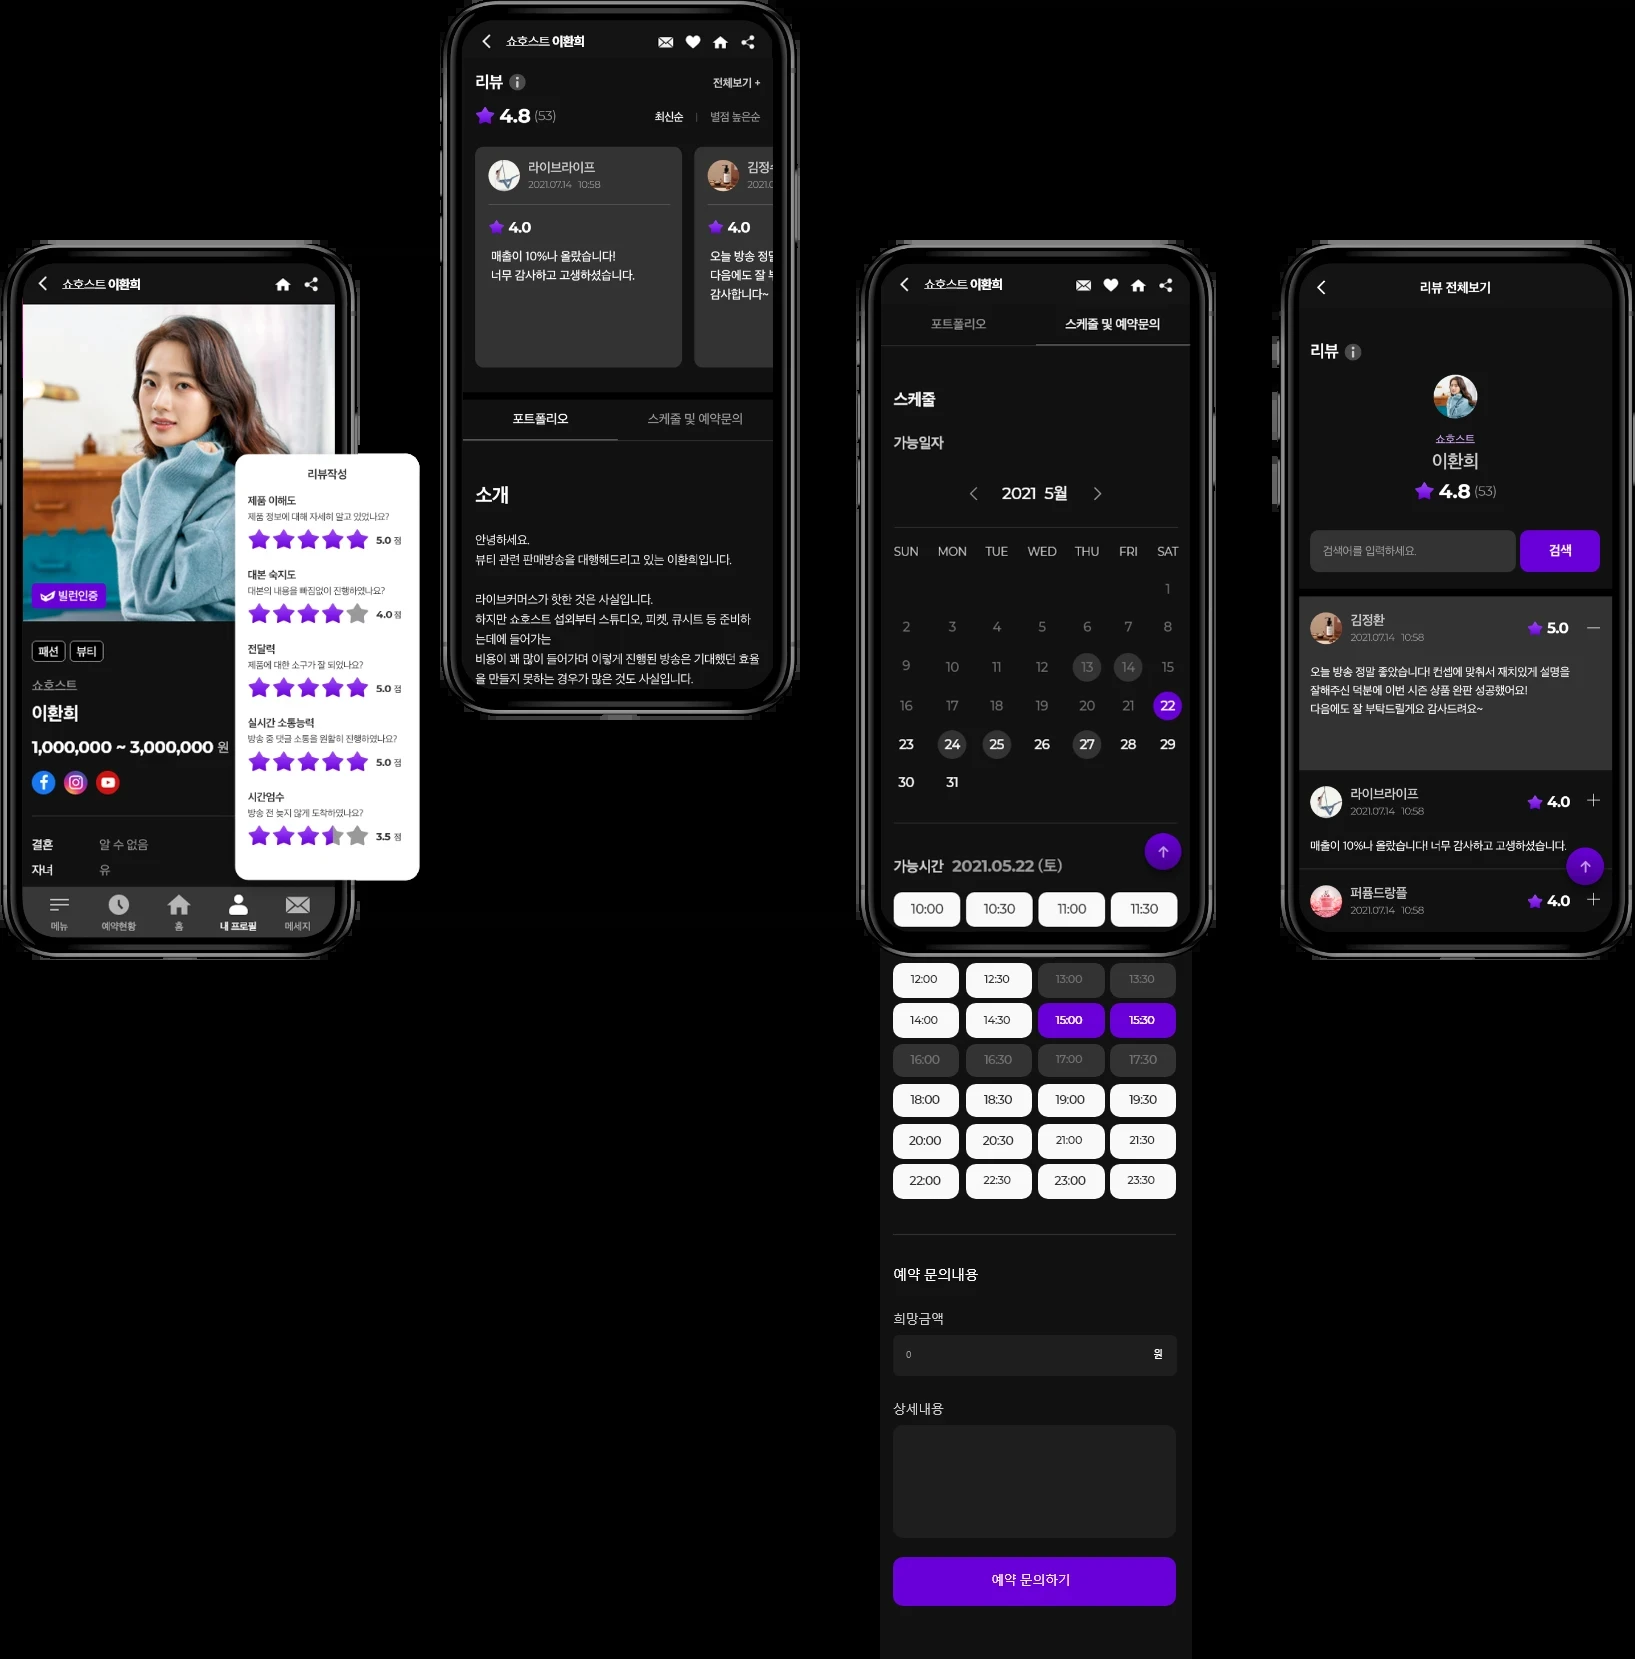 쇼호스트 이환희
빌런인증
패션
뷰티
쇼호스트
이환희
1,000,000 ~ 3,000,000 원
결혼 알 수 없음
자녀 유
메뉴
예약현황
홈
내 프로필
메세지
리뷰작성
제품 이해도
제품 정보에 대해 자세히 알고 있었나요?
5.0 점
대본 숙지도
대본의 내용을 빠짐없이 진행하였나요?
4.0 점
전달력
제품에 대한 소구가 잘 되었나요?
5.0 점
실시간 소통능력
방송 중 댓글 소통을 원활히 진행하였나요?
5.0 점
시간엄수
방송 전 늦지 않게 도착하였나요?
3.5 점
쇼호스트 이환희
리뷰
전체보기 +
4.8 (53)
최신순 | 별점 높은순
라이브라이프
2021.07.14 10:58
4.0
매출이 10%나 올랐습니다!
너무 감사하고 고생하셨습니다.
김정
2021.0
4.0
오늘 방송 정말
다음에도 잘
감사합니다~
포트폴리오
스케줄 및 예약문의
소개
안녕하세요.
뷰티 관련 판매방송을 대행해드리고 있는 이환희입니다.
라이브커머스가 핫한 것은 사실입니다.
하지만 쇼호스트 섭외부터 스튜디오, 피켓, 큐시트 등 준비하
는데에 들어가는
비용이 꽤 많이 들어가며 이렇게 진행된 방송은 기대했던 효율
을 만들지 못하는 경우가 많은 것도 사실입니다.
쇼호스트 이환희
포트폴리오
스케줄 및 예약문의
스케줄
가능일자
2021 5월
SUN MON TUE WED THU FRI SAT
1
2 3 4 5 6 7 8
9 10 11 12 13 14 15
16 17 18 19 20 21 22
23 24 25 26 27 28 29
30 31
가능시간 2021.05.22 (토)
10:00 10:30 11:00 11:30
12:00 12:30 13:00 13:30
14:00 14:30 15:00 15:30
16:00 16:30 17:00 17:30
18:00 18:30 19:00 19:30
20:00 20:30 21:00 21:30
22:00 22:30 23:00 23:30
예약 문의내용
희망금액
0 원
상세내용
예약 문의하기
리뷰 전체보기
리뷰
쇼호스트
이환희
4.8 (53)
검색어를 입력하세요.
검색
김정환
2021.07.14 10:58
5.0
오늘 방송 정말 좋았습니다! 컨셉에 맞춰서 재치있게 설명을
잘해주신 덕분에 이번 시즌 상품 완판 성공했어요!
다음에도 잘 부탁드릴게요 감사드려요~
라이브라이프
2021.07.14 10:58
4.0
매출이 10%나 올랐습니다! 너무 감사하고 고생하셨습니다.
퍼퓸드랑플
2021.07.14 10:58
4.0